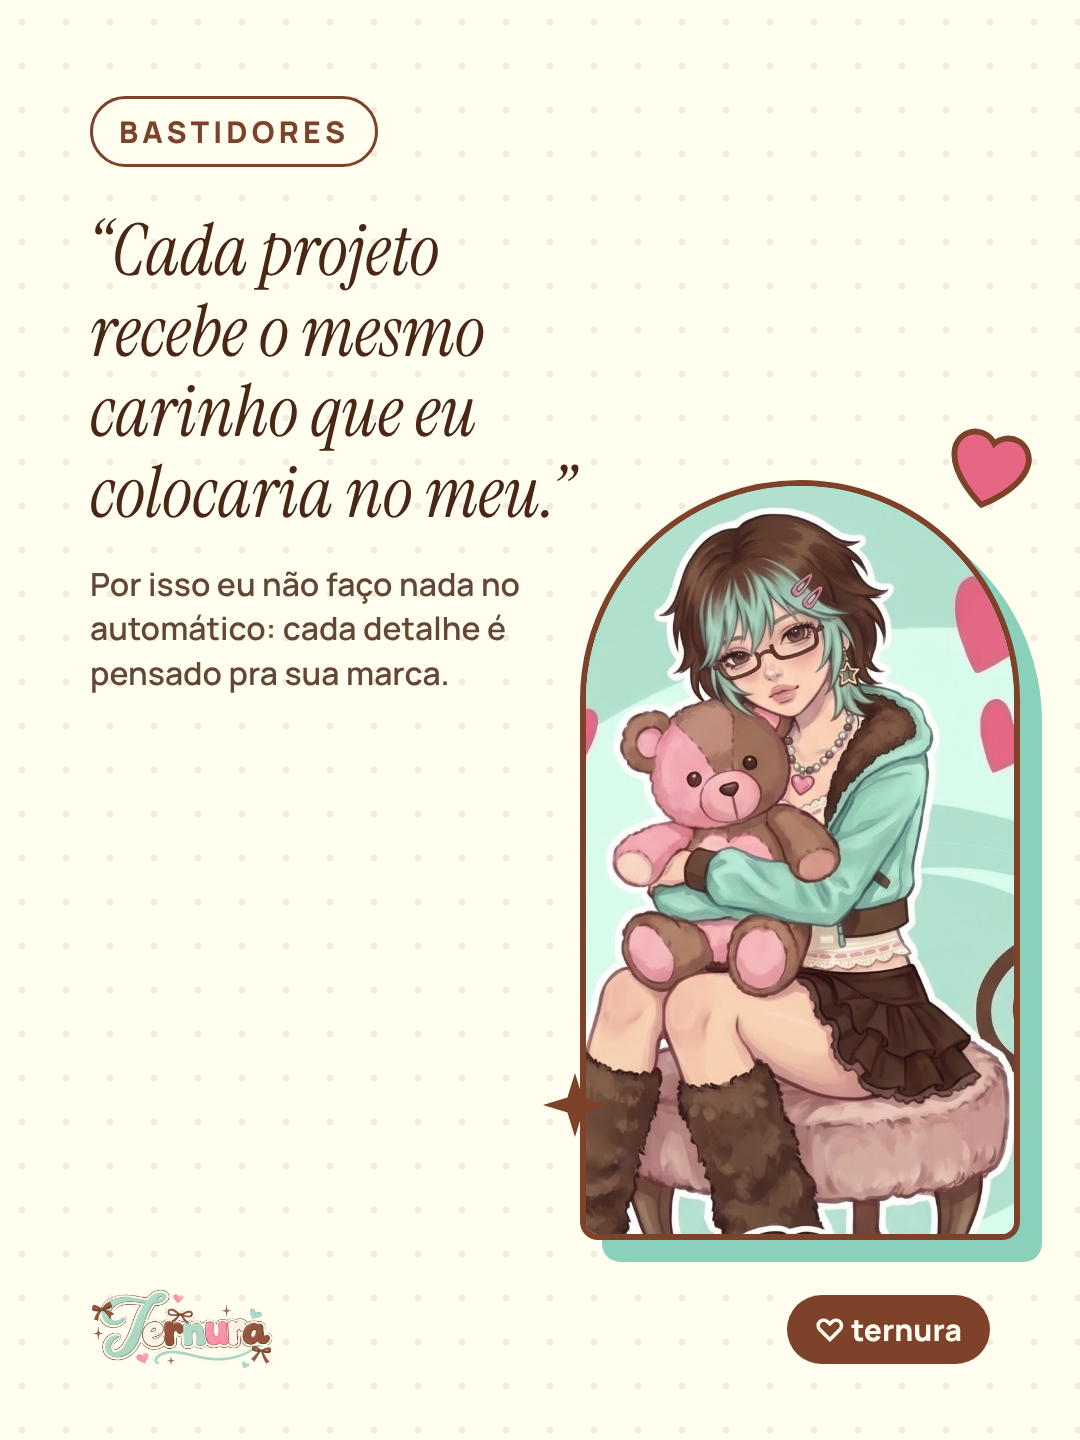 BASTIDORES
“Cada projeto
recebe o mesmo
carinho que eu
colocaria no meu.”
Por isso eu não faço nada no
automático: cada detalhe é
pensado pra sua marca.
Ternura
ternura